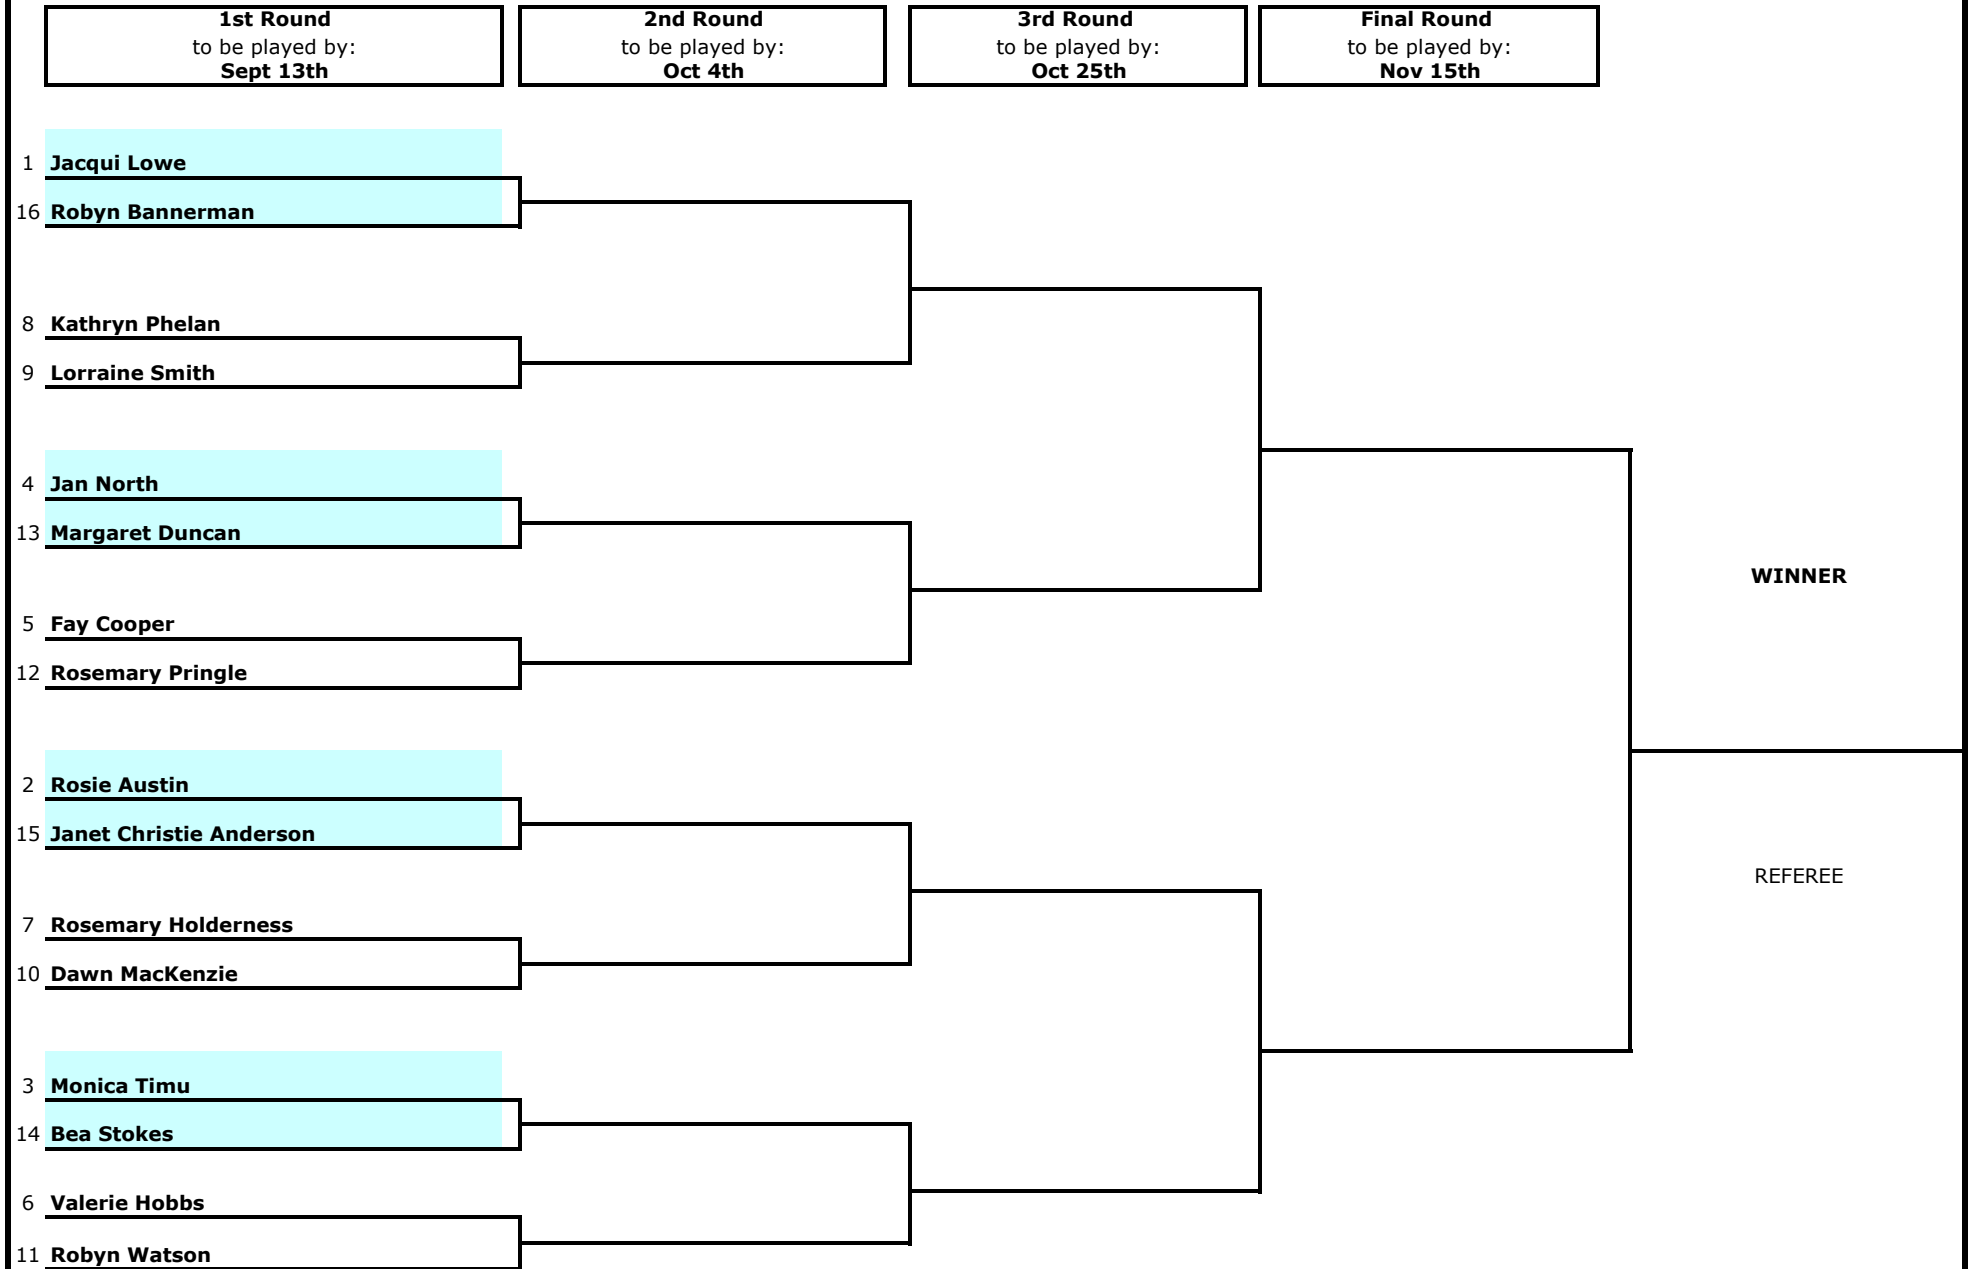 1st Round
to be played by:
Sept 13th
2nd Round
to be played by:
Oct 4th
3rd Round
to be played by:
Oct 25th
Final Round
to be played by:
Nov 15th
1 Jacqui Lowe
16 Robyn Bannerman
8 Kathryn Phelan
9 Lorraine Smith
4 Jan North
13 Margaret Duncan
5 Fay Cooper
12 Rosemary Pringle
2 Rosie Austin
15 Janet Christie Anderson
7 Rosemary Holderness
10 Dawn MacKenzie
3 Monica Timu
14 Bea Stokes
6 Valerie Hobbs
11 Robyn Watson
WINNER
REFEREE